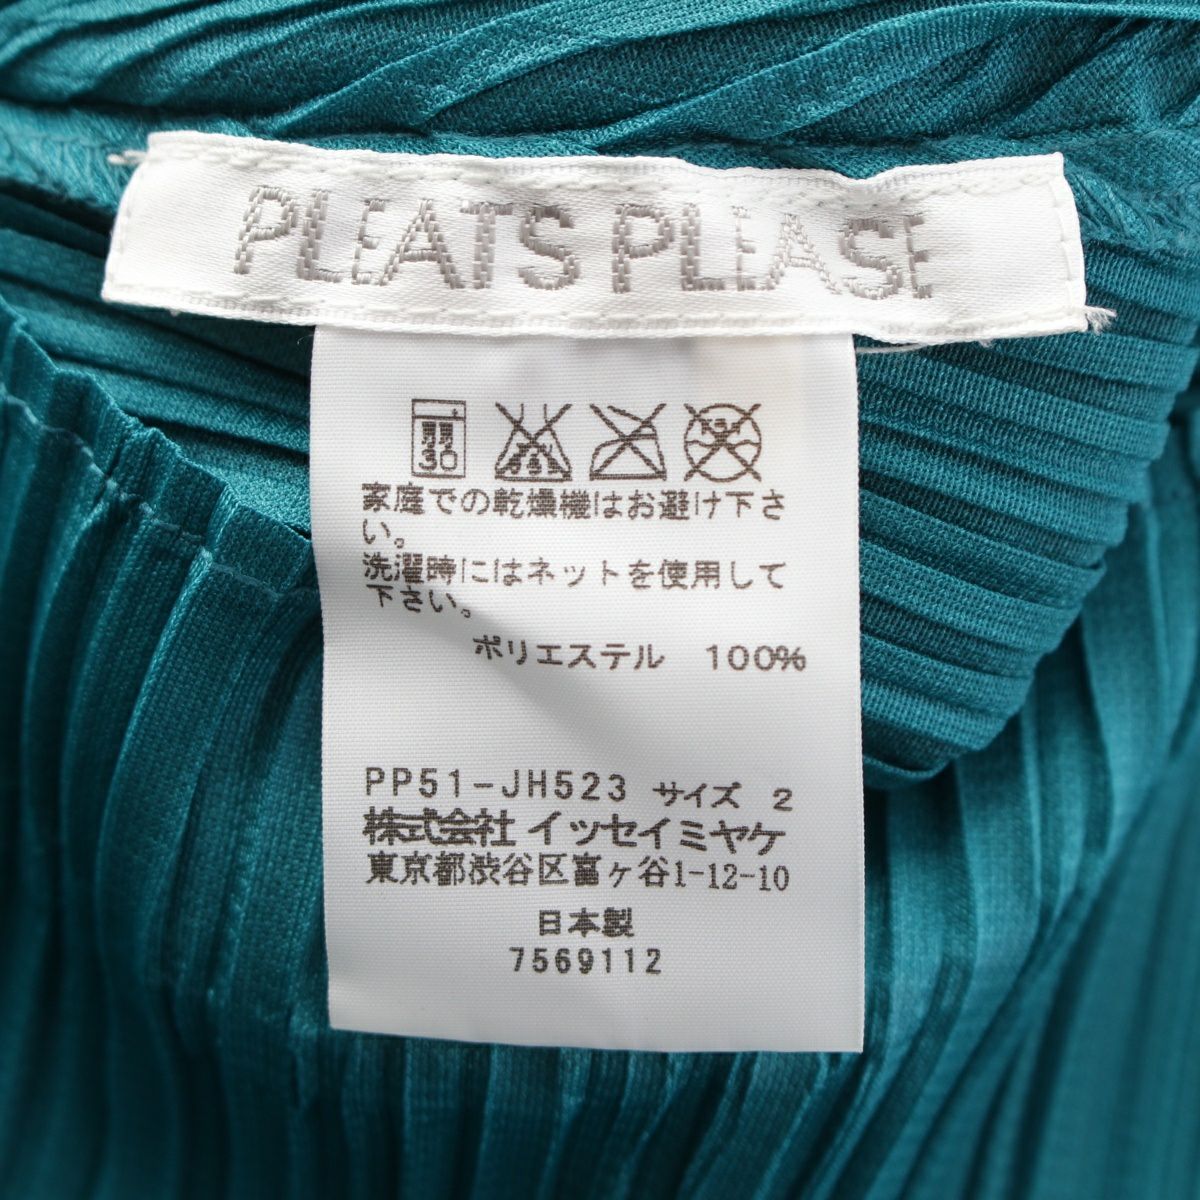 PLEATS PLEASE
弱
30
家庭での乾燥機はお避け下さ
い。
洗濯時にはネットを使用して
下さい。
ポリエステル 100%
PP51-JH523 サイズ 2
株式会社 イッセイミヤケ
東京都渋谷区富ヶ谷1-12-10
日本製
7569112